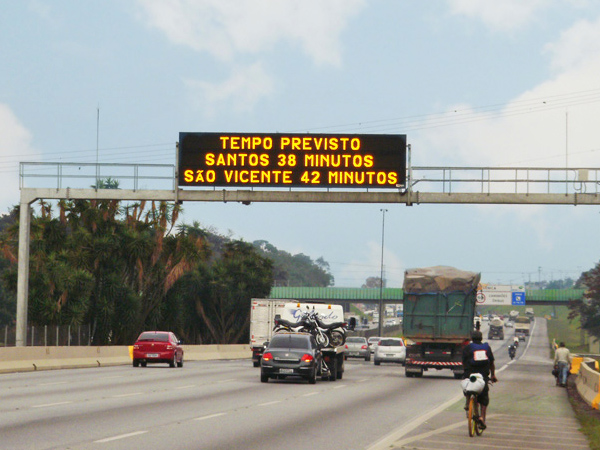 TEMPO PREVISTO
SANTOS 38 MINUTOS
SÃO VICENTE 42 MINUTOS